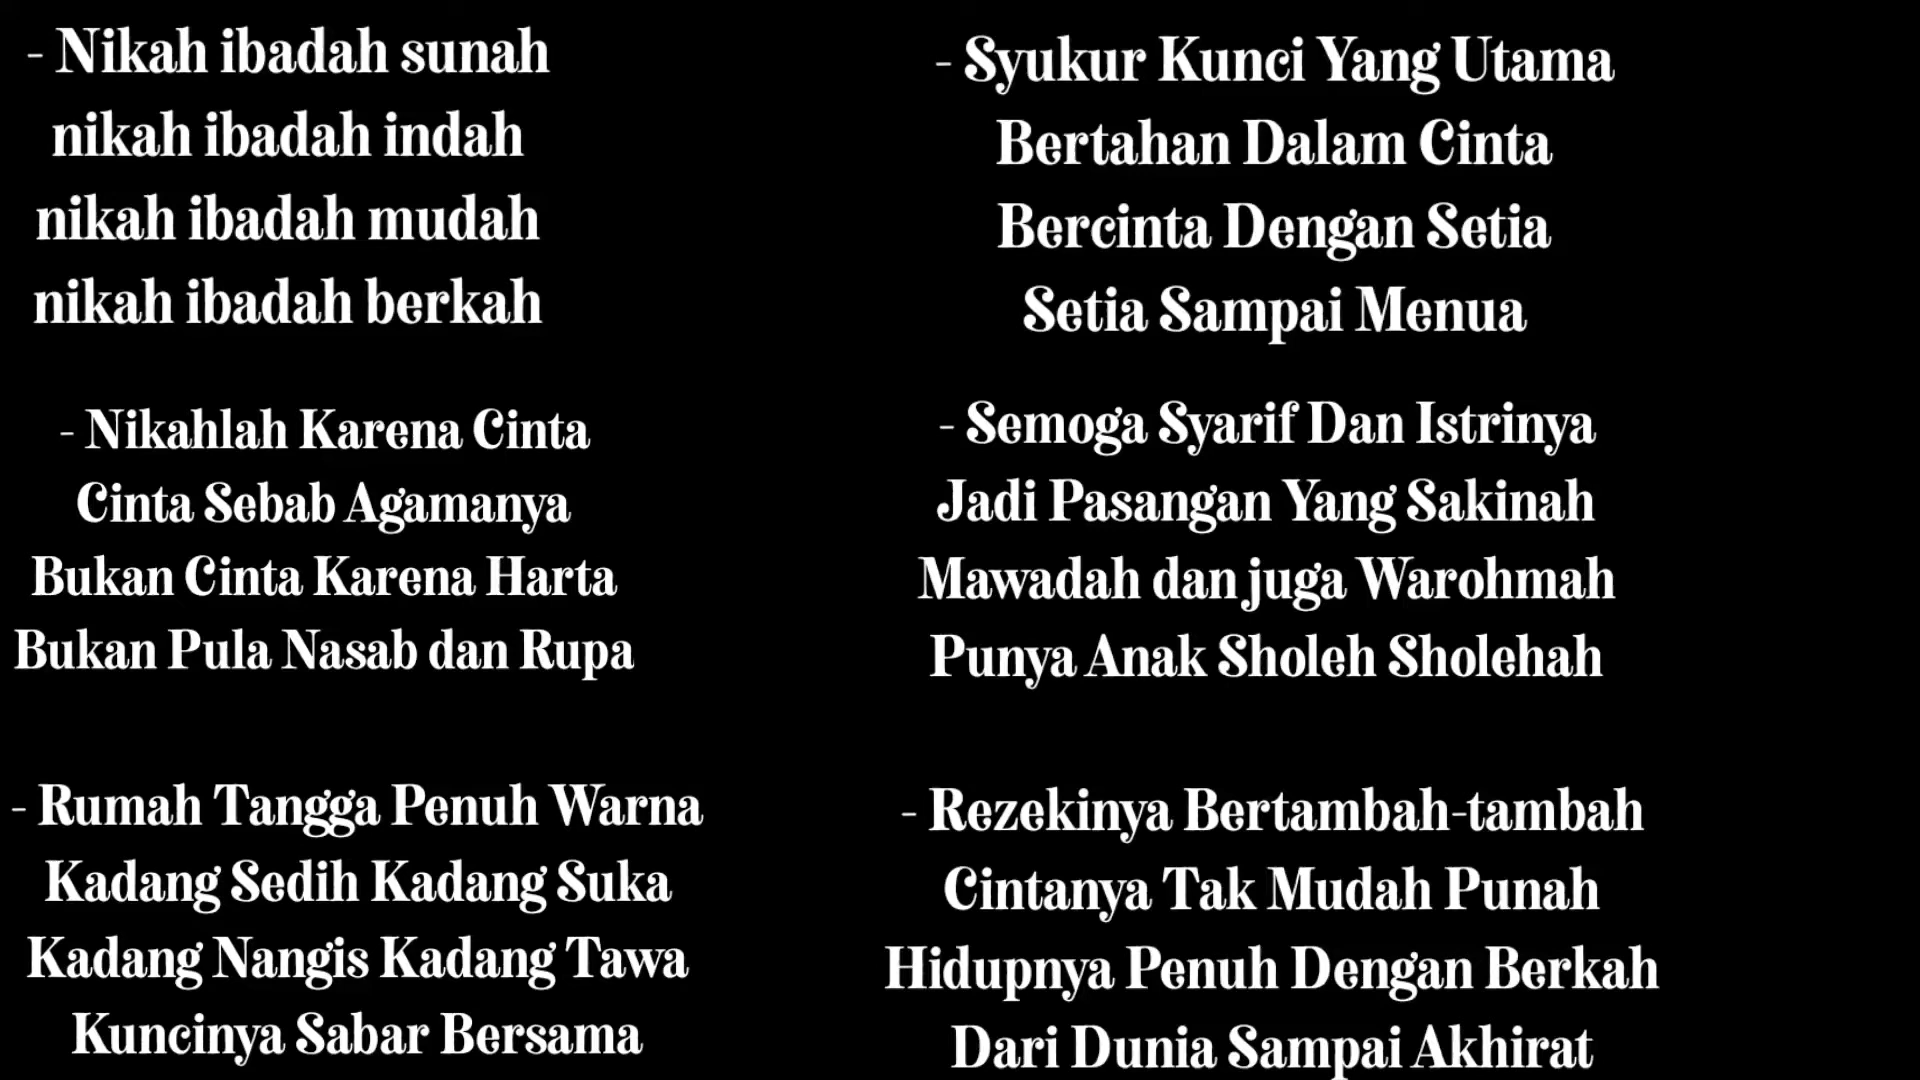 - Nikah ibadah sunah
nikah ibadah indah
nikah ibadah mudah
nikah ibadah berkah
- Nikahlah Karena Cinta
Cinta Sebab Agamanya
Bukan Cinta Karena Harta
Bukan Pula Nasab dan Rupa
- Rumah Tangga Penuh Warna
Kadang Sedih Kadang Suka
Kadang Nangis Kadang Tawa
Kuncinya Sabar Bersama
- Syukur Kunci Yang Utama
Bertahan Dalam Cinta
Bercinta Dengan Setia
Setia Sampai Menua
- Semoga Syarif Dan Istrinya
Jadi Pasangan Yang Sakinah
Mawadah dan juga Warohmah
Punya Anak Sholeh Sholehah
- Rezekinya Bertambah-tambah
Cintanya Tak Mudah Punah
Hidupnya Penuh Dengan Berkah
Dari Dunia Sampai Akhirat